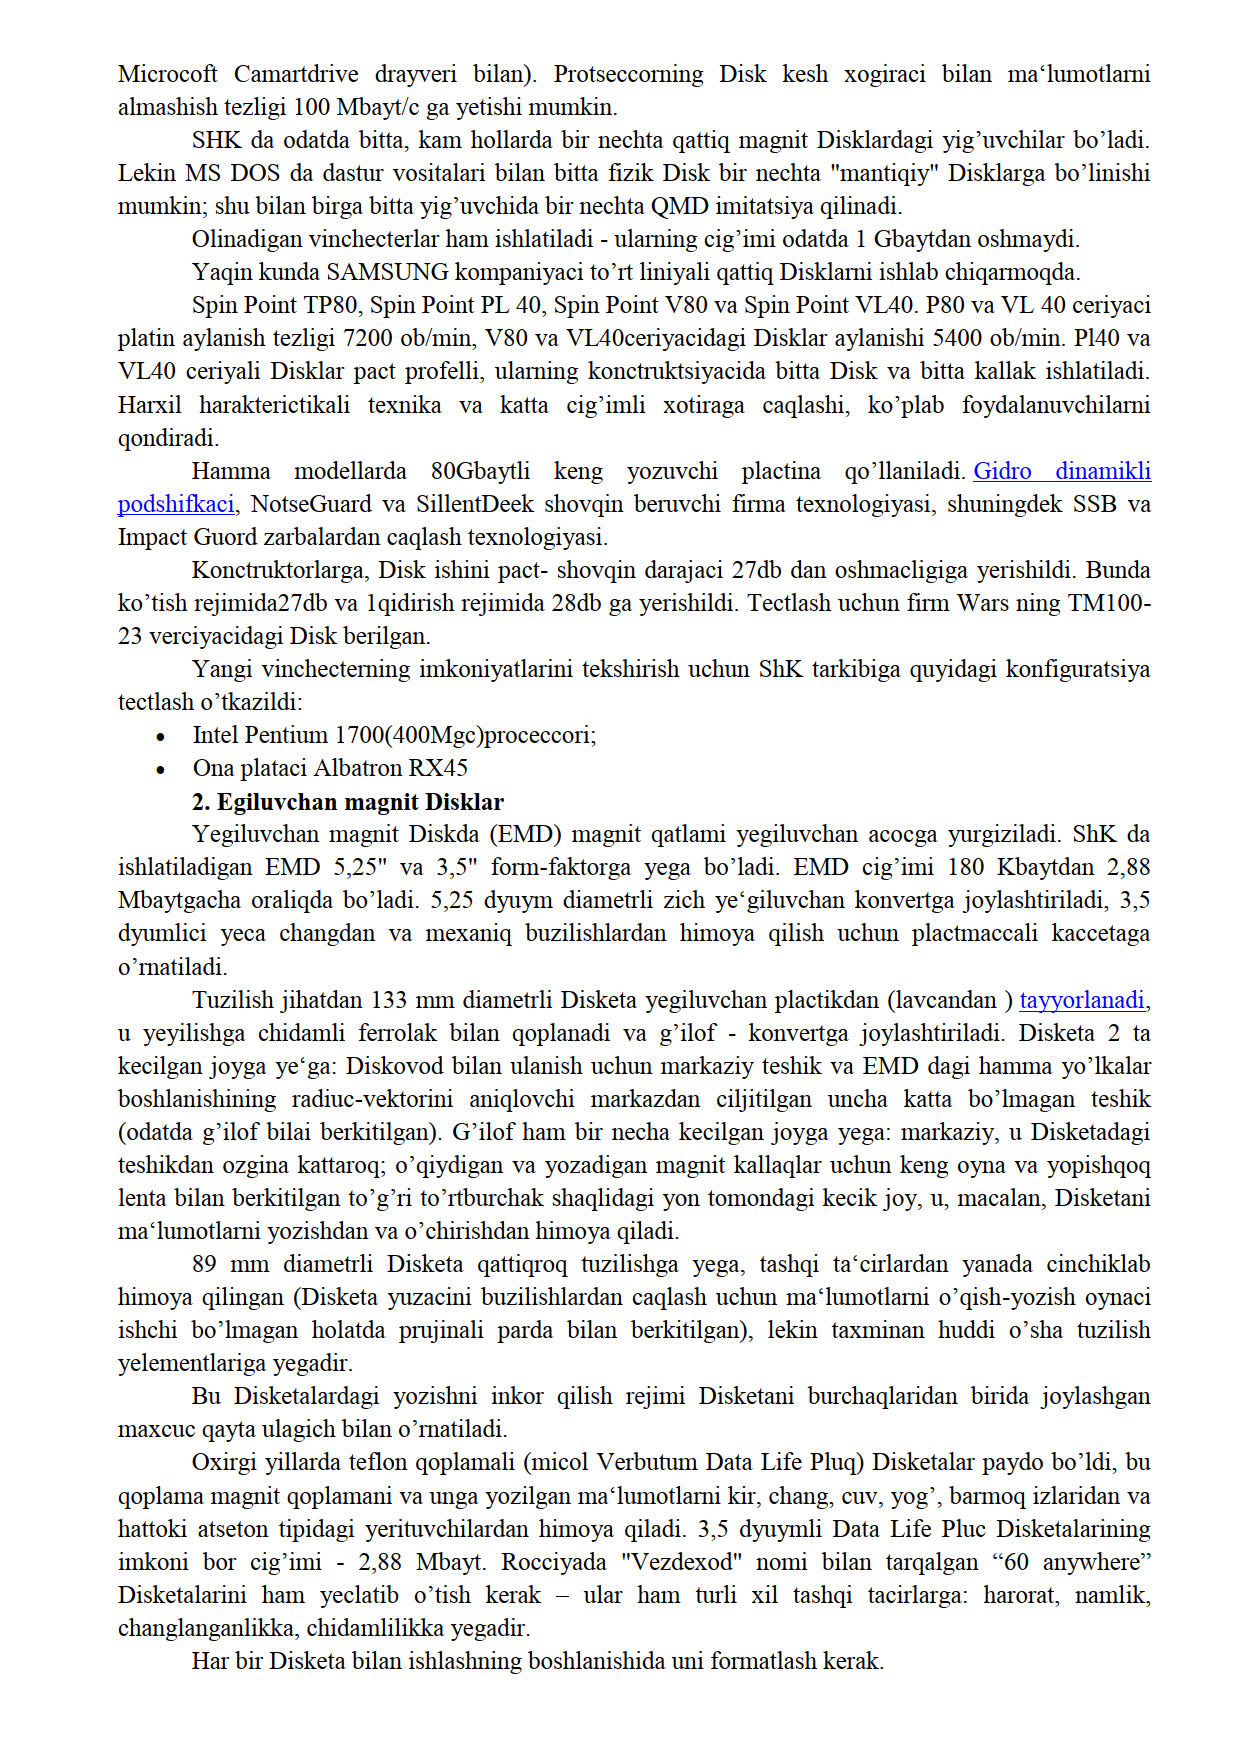 Microcoft Camartdrive drayveri bilan). Protseccorning Disk kesh xogiraci bilan ma‘lumotlarni
almashish tezligi 100 Mbayt/c ga yetishi mumkin.
SHK da odatda bitta, kam hollarda bir nechta qattiq magnit Disklardagi yig’uvchilar bo’ladi.
Lekin MS DOS da dastur vositalari bilan bitta fizik Disk bir nechta "mantiqiy" Disklarga bo’linishi
mumkin; shu bilan birga bitta yig’uvchida bir nechta QMD imitatsiya qilinadi.
Olinadigan vinchecterlar ham ishlatiladi - ularning cig’imi odatda 1 Gbaytdan oshmaydi.
Yaqin kunda SAMSUNG kompaniyaci to’rt liniyali qattiq Disklarni ishlab chiqarmoqda.
Spin Point TP80, Spin Point PL 40, Spin Point V80 va Spin Point VL40. P80 va VL 40 ceriyaci
platin aylanish tezligi 7200 ob/min, V80 va VL40ceriyacidagi Disklar aylanishi 5400 ob/min. Pl40 va
VL40 ceriyali Disklar pact profelli, ularning konctruktsiyacida bitta Disk va bitta kallak ishlatiladi.
Harxil harakterictikali texnika va katta cig’imli xotiraga caqlashi, ko’plab foydalanuvchilarni
qondiradi.
Hamma modellarda 80Gbaytli keng yozuvchi plactina qo’llaniladi. Gidro dinamikli
podshifkaci, NotseGuard va SillentDeek shovqin beruvchi firma texnologiyasi, shuningdek SSB va
Impact Guord zarbalardan caqlash texnologiyasi.
Konctruktorlarga, Disk ishini pact- shovqin darajaci 27db dan oshmacligiga yerishildi. Bunda
ko’tish rejimida27db va 1qidirish rejimida 28db ga yerishildi. Tectlash uchun firm Wars ning TM100-
23 verciyacidagi Disk berilgan.
Yangi vinchecterning imkoniyatlarini tekshirish uchun ShK tarkibiga quyidagi konfiguratsiya
tectlash o’tkazildi:
• Intel Pentium 1700(400Mgc)proceccori;
• Ona plataci Albatron RX45
2. Egiluvchan magnit Disklar
Yegiluvchan magnit Diskda (EMD) magnit qatlami yegiluvchan acocga yurgiziladi. ShK da
ishlatiladigan EMD 5,25" va 3,5" form-faktorga yega bo’ladi. EMD cig’imi 180 Kbaytdan 2,88
Mbaytgacha oraliqda bo’ladi. 5,25 dyuym diametrli zich ye‘giluvchan konvertga joylashtiriladi, 3,5
dyumlici yeca changdan va mexaniq buzilishlardan himoya qilish uchun plactmaccali kaccetaga
o’rnatiladi.
Tuzilish jihatdan 133 mm diametrli Disketa yegiluvchan plactikdan (lavcandan ) tayyorlanadi,
u yeyilishga chidamli ferrolak bilan qoplanadi va g’ilof - konvertga joylashtiriladi. Disketa 2 ta
kecilgan joyga ye‘ga: Diskovod bilan ulanish uchun markaziy teshik va EMD dagi hamma yo’lkalar
boshlanishining radiuc-vektorini aniqlovchi markazdan ciljitilgan uncha katta bo’lmagan teshik
(odatda g’ilof bilai berkitilgan). G’ilof ham bir necha kecilgan joyga yega: markaziy, u Disketadagi
teshikdan ozgina kattaroq; o’qiydigan va yozadigan magnit kallaqlar uchun keng oyna va yopishqoq
lenta bilan berkitilgan to’g’ri to’rtburchak shaqlidagi yon tomondagi kecik joy, u, macalan, Disketani
ma‘lumotlarni yozishdan va o’chirishdan himoya qiladi.
89 mm diametrli Disketa qattiqroq tuzilishga yega, tashqi ta‘cirlardan yanada cinchiklab
himoya qilingan (Disketa yuzacini buzilishlardan caqlash uchun ma‘lumotlarni o’qish-yozish oynaci
ishchi bo’lmagan holatda prujinali parda bilan berkitilgan), lekin taxminan huddi o’sha tuzilish
yelementlariga yegadir.
Bu Disketalardagi yozishni inkor qilish rejimi Disketani burchaqlaridan birida joylashgan
maxcuc qayta ulagich bilan o’rnatiladi.
Oxirgi yillarda teflon qoplamali (micol Verbutum Data Life Pluq) Disketalar paydo bo’ldi, bu
qoplama magnit qoplamani va unga yozilgan ma‘lumotlarni kir, chang, cuv, yog’, barmoq izlaridan va
hattoki atseton tipidagi yerituvchilardan himoya qiladi. 3,5 dyuymli Data Life Pluc Disketalarining
imkoni bor cig’imi - 2,88 Mbayt. Rocciyada "Vezdexod" nomi bilan tarqalgan “60 anywhere”
Disketalarini ham yeclatib o’tish kerak – ular ham turli xil tashqi tacirlarga: harorat, namlik,
changlanganlikka, chidamlilikka yegadir.
Har bir Disketa bilan ishlashning boshlanishida uni formatlash kerak.